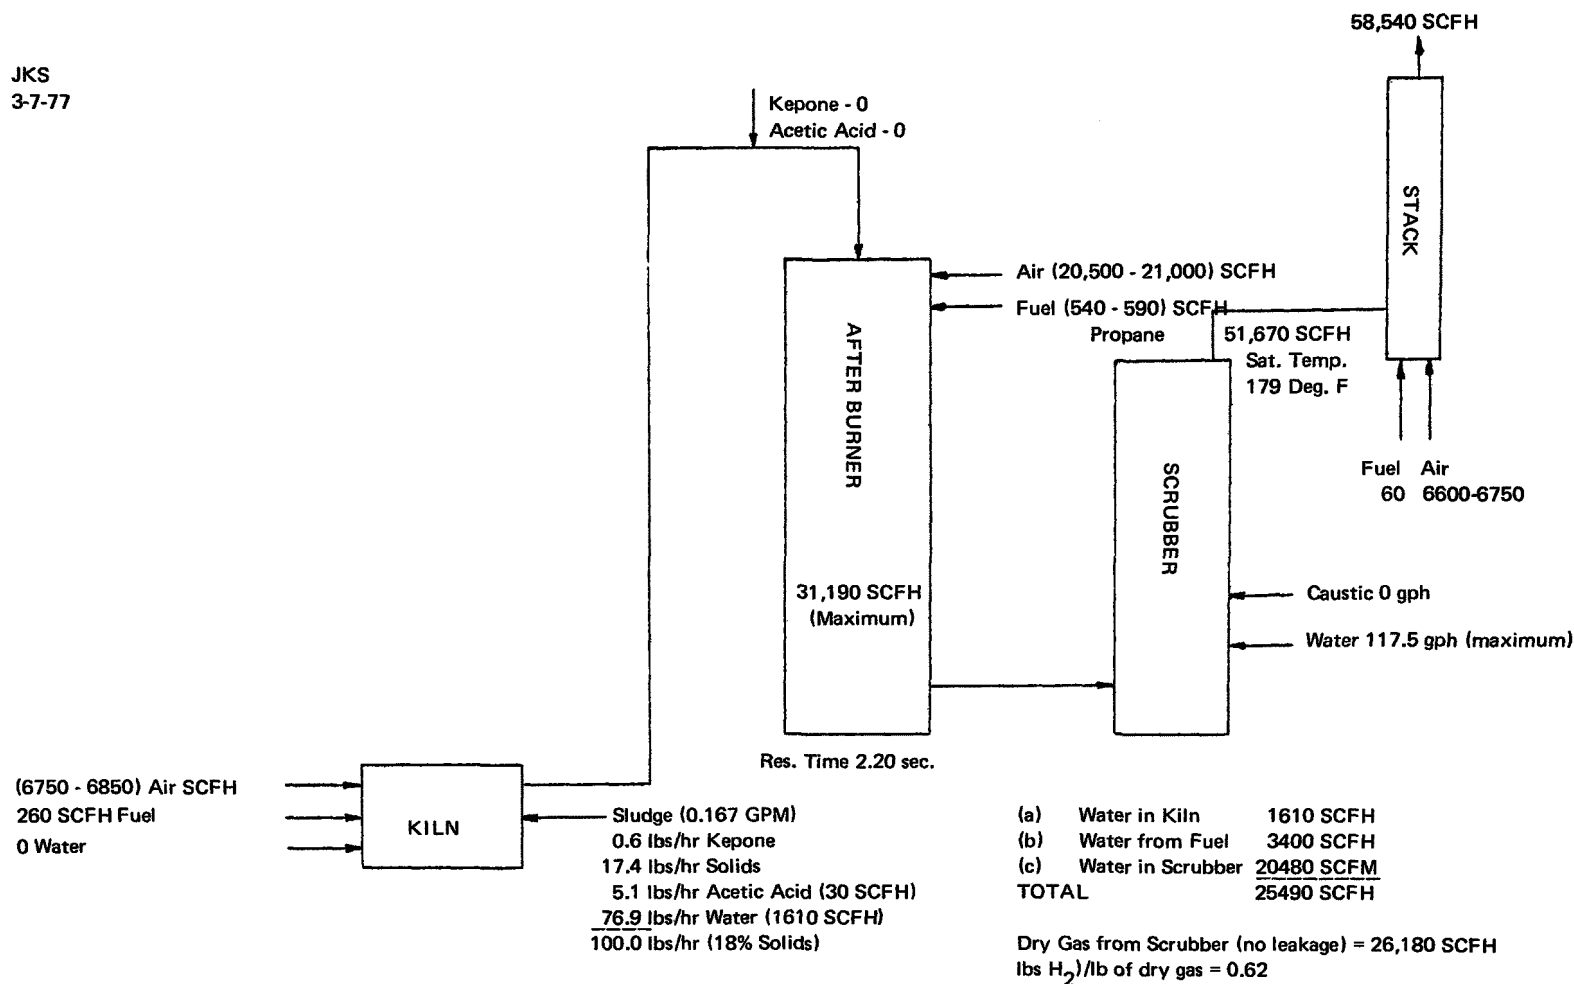 58,540 SCFH
JKS
3-7-77
Kepone - 0
Acetic Acid - 0
STACK
Air (20,500 - 21,000) SCFH
Fuel (540 - 590) SCFH
Propane
51,670 SCFH
Sat. Temp.
179 Deg. F
AFTER BURNER
Fuel Air
60 6600-6750
SCRUBBER
31,190 SCFH
(Maximum)
Caustic 0 gph
Water 117.5 gph (maximum)
Res. Time 2.20 sec.
(6750 - 6850) Air SCFH
260 SCFH Fuel
0 Water
KILN
Sludge (0.167 GPM)
0.6 lbs/hr Kepone
17.4 lbs/hr Solids
5.1 lbs/hr Acetic Acid (30 SCFH)
76.9 lbs/hr Water (1610 SCFH)
100.0 lbs/hr (18% Solids)
(a) Water in Kiln 1610 SCFH
(b) Water from Fuel 3400 SCFH
(c) Water in Scrubber 20480 SCFM
TOTAL 25490 SCFH
Dry Gas from Scrubber (no leakage) = 26,180 SCFH
lbs H2)/lb of dry gas = 0.62